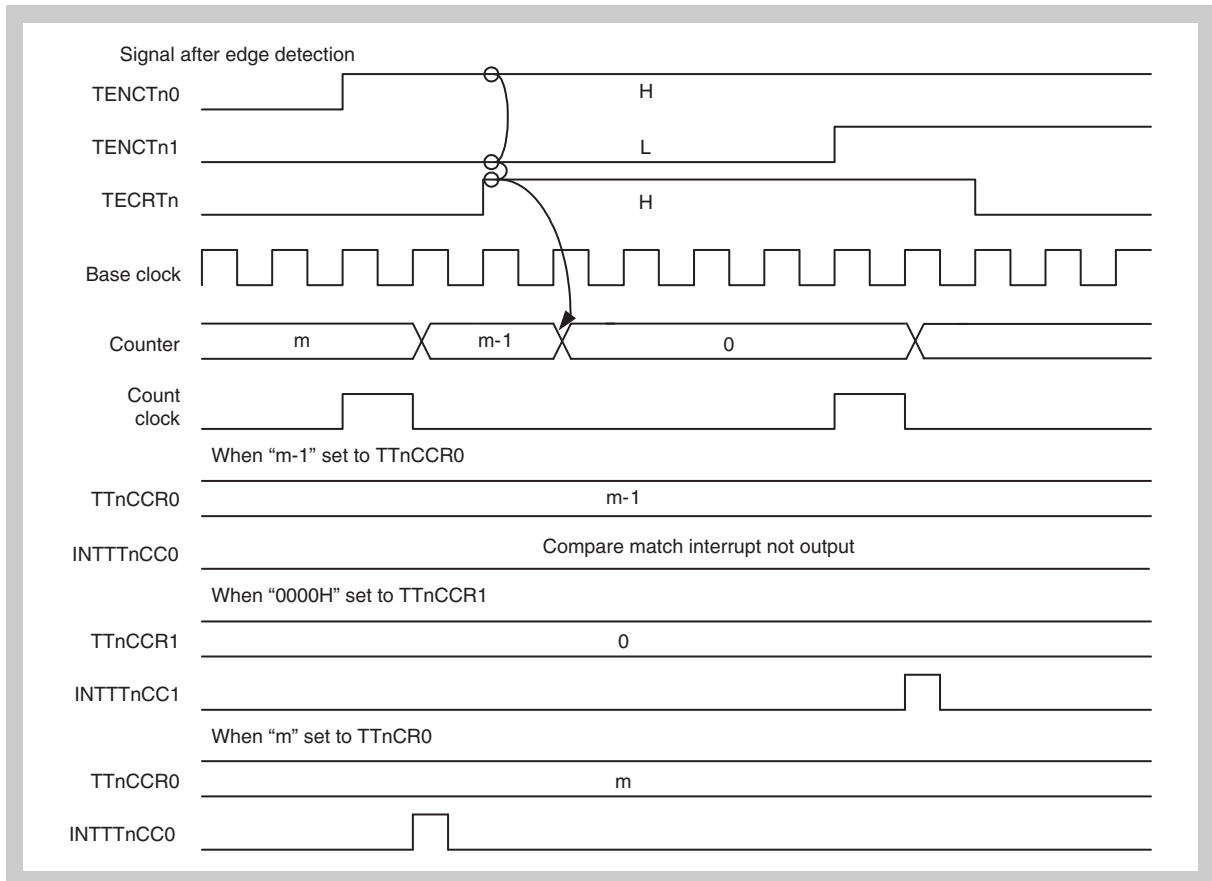 Signal after edge detection
TENCTn0 H
TENCTn1 L
TECRTn H
Base clock
Counter m m-1 0
Count
clock
When “m-1” set to TTnCCR0
TTnCCR0 m-1
INTTTnCC0 Compare match interrupt not output
When “0000H” set to TTnCCR1
TTnCCR1 0
INTTTnCC1
When “m” set to TTnCR0
TTnCCR0 m
INTTTnCC0